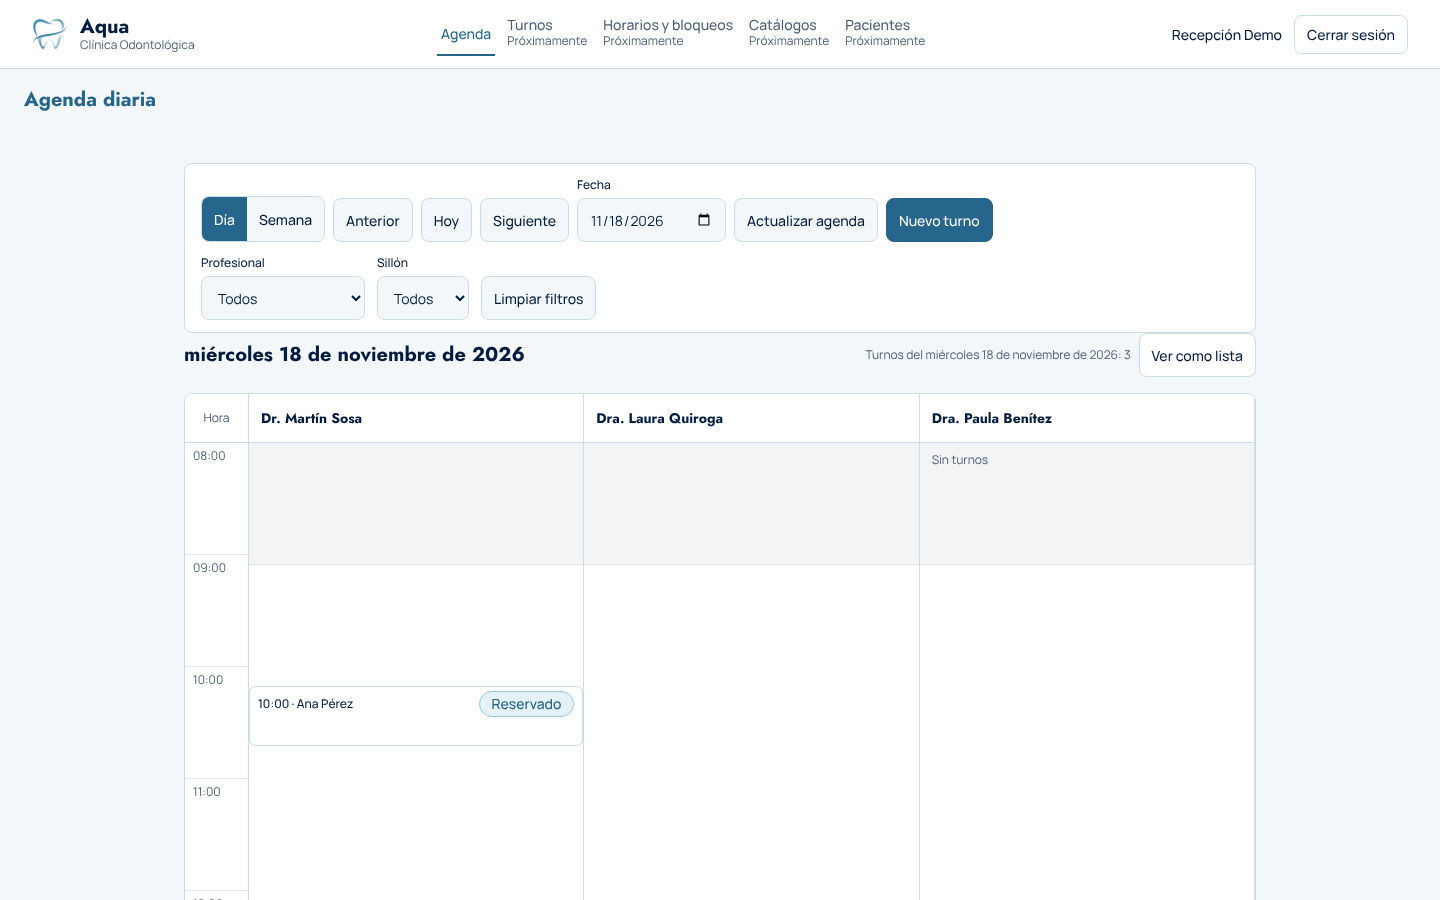 Aqua
Clínica Odontológica
Agenda
Turnos
Próximamente
Horarios y bloqueos
Próximamente
Catálogos
Próximamente
Pacientes
Próximamente
Recepción Demo
Cerrar sesión
Agenda diaria
Fecha
Día
Semana
Anterior
Hoy
Siguiente
11/18/2026
Actualizar agenda
Nuevo turno
Profesional
Sillón
Todos
Todos
Limpiar filtros
miércoles 18 de noviembre de 2026
Turnos del miércoles 18 de noviembre de 2026: 3
Ver como lista
Hora
Dr. Martín Sosa
Dra. Laura Quiroga
Dra. Paula Benítez
08:00
Sin turnos
09:00
10:00
10:00 · Ana Pérez
Reservado
11:00